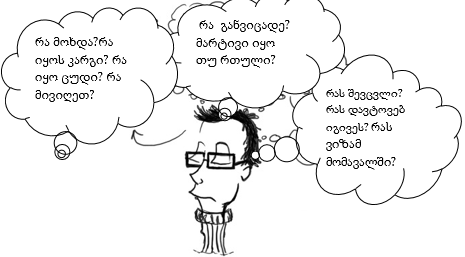 რა მოხდა?რა
იყოს კარგი? რა
იყო ცუდი? რა
მივიღეთ?
რა განვიცადე?
მარტივი იყო
თუ რთული?
რას შევცვლი?
რას დავტოვებ
იგივეს? რას
ვიზამ
მომავალში?